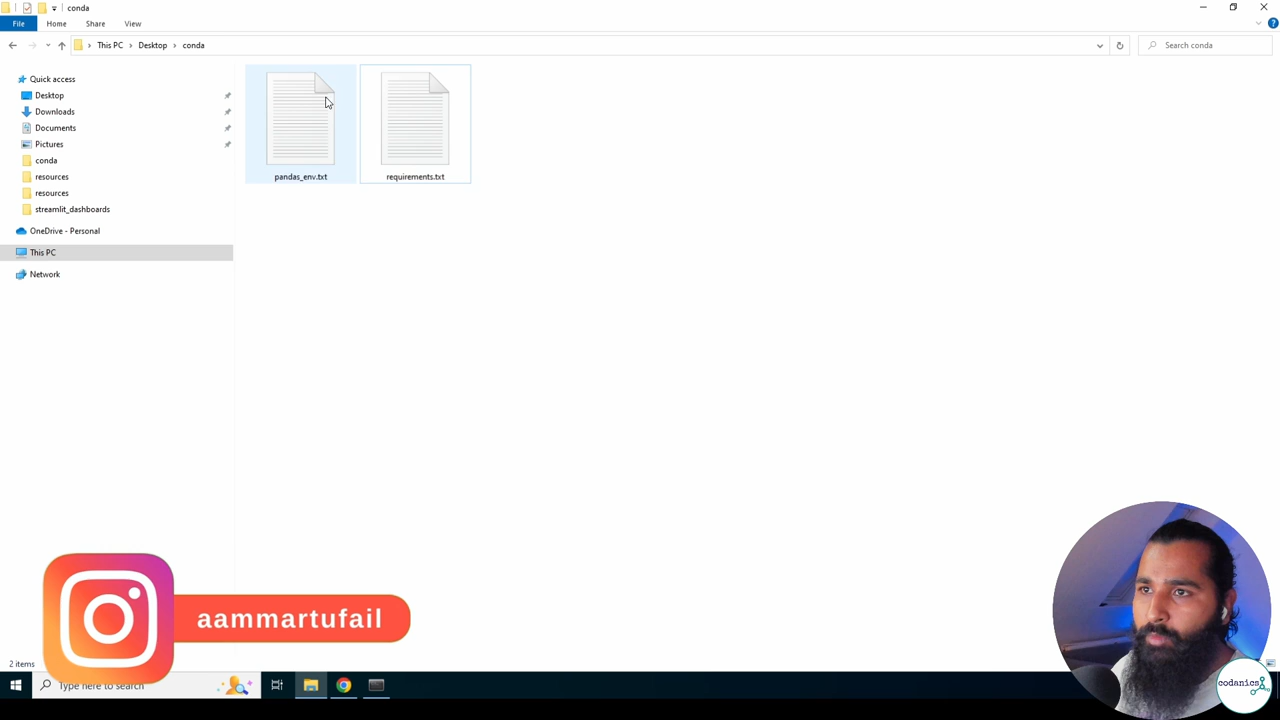 conda
File
Home
Share
View
This PC
Desktop
conda
Search conda
Quick access
Desktop
Downloads
Documents
Pictures
conda
resources
resources
streamlit_dashboards
OneDrive - Personal
This PC
Network
pandas_env.txt
requirements.txt
aammartufail
2 items
Type here to search
codanics